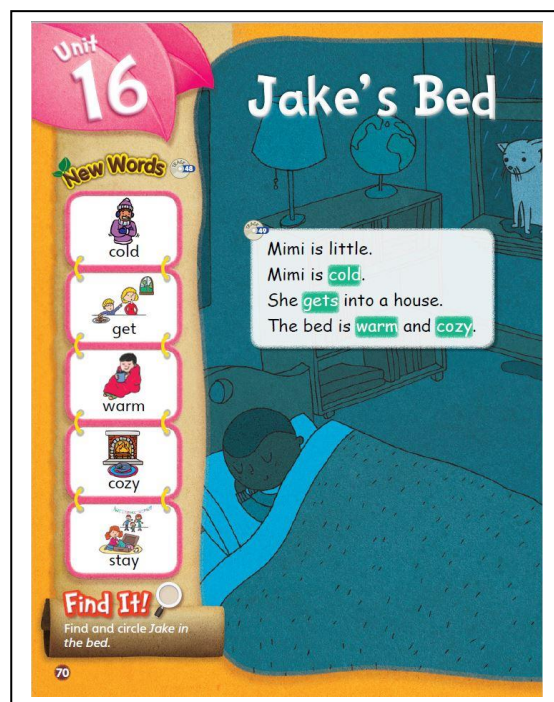 Unit
16
Jake's Bed
New Words
48
cold
get
warm
cozy
stay
49
Mimi is little.
Mimi is cold.
She gets into a house.
The bed is warm and cozy.
Find It!
Find and circle Jake in
the bed.
70